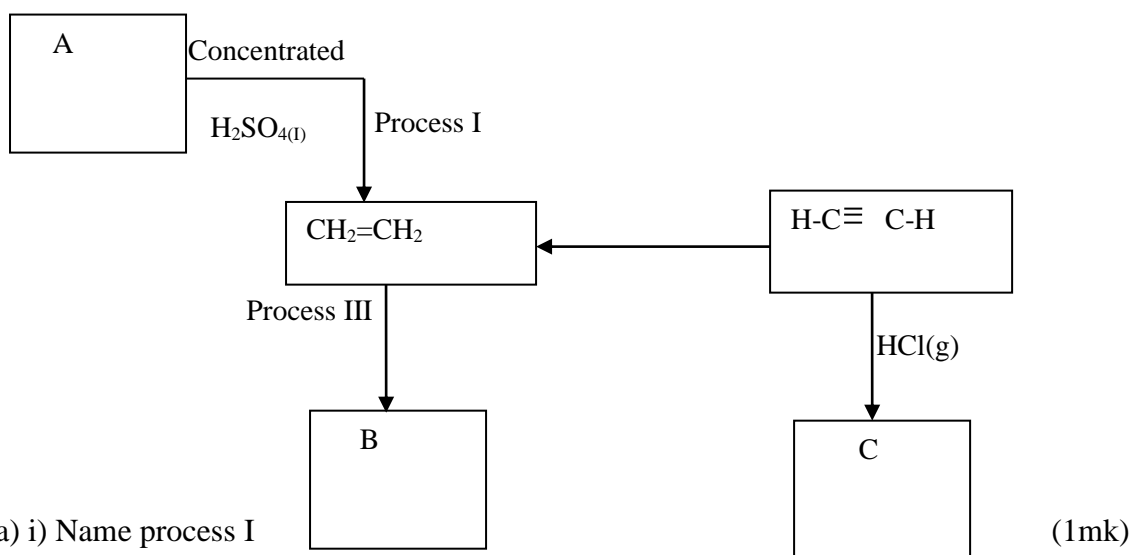 A
Concentrated
H₂SO₄₍I₎
Process I
CH₂=CH₂
H-C≡ C-H
Process III
HCl(g)
B
C
a) i) Name process I (1mk)